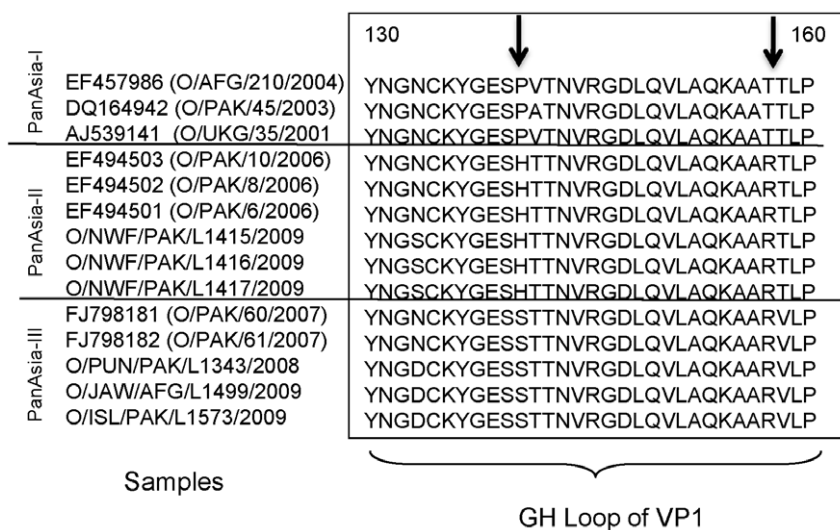 130 160
PanAsia-I
EF457986 (O/AFG/210/2004) YNGNCKYGESPVTNVRGDLQVLAQKAATTLP
DQ164942 (O/PAK/45/2003) YNGNCKYGESPATNVRGDLQVLAQKAATTLP
AJ539141 (O/UKG/35/2001 YNGNCKYGESPVTNVRGDLQVLAQKAATTLP
PanAsia-II
EF494503 (O/PAK/10/2006) YNGNCKYGESHTTNVRGDLQVLAQKAARTLP
EF494502 (O/PAK/8/2006) YNGNCKYGESHTTNVRGDLQVLAQKAARTLP
EF494501 (O/PAK/6/2006) YNGNCKYGESHTTNVRGDLQVLAQKAARTLP
O/NWF/PAK/L1415/2009 YNGSCKYGESHTTNVRGDLQVLAQKAARTLP
O/NWF/PAK/L1416/2009 YNGSCKYGESHTTNVRGDLQVLAQKAARTLP
O/NWF/PAK/L1417/2009 YNGSCKYGESHTTNVRGDLQVLAQKAARTLP
PanAsia-III
FJ798181 (O/PAK/60/2007) YNGNCKYGESSTTNVRGDLQVLAQKAARVLP
FJ798182 (O/PAK/61/2007) YNGNCKYGESSTTNVRGDLQVLAQKAARVLP
O/PUN/PAK/L1343/2008 YNGDCKYGESSTTNVRGDLQVLAQKAARVLP
O/JAW/AFG/L1499/2009 YNGDCKYGESSTTNVRGDLQVLAQKAARVLP
O/ISL/PAK/L1573/2009 YNGDCKYGESSTTNVRGDLQVLAQKAARVLP
Samples
GH Loop of VP1